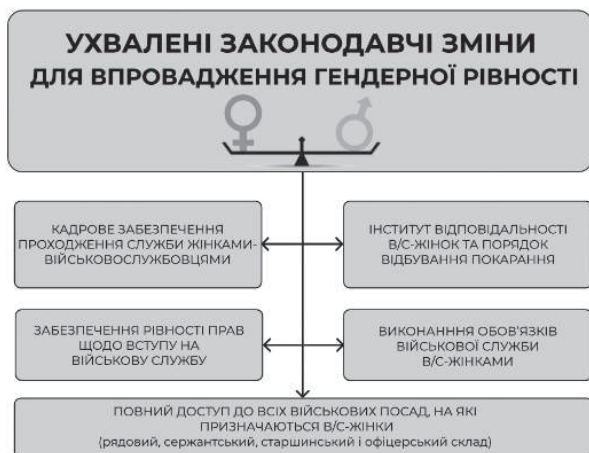 УХВАЛЕНІ ЗАКОНОДАВЧІ ЗМІНИ
ДЛЯ ВПРОВАДЖЕННЯ ГЕНДЕРНОЇ РІВНОСТІ
КАДРОВЕ ЗАБЕЗПЕЧЕННЯ
ПРОХОДЖЕННЯ СЛУЖБИ ЖІНКАМИ-
ВІЙСЬКОВОСЛУЖБОВЦЯМИ
ІНСТИТУТ ВІДПОВІДАЛЬНОСТІ
В/С-ЖІНОК ТА ПОРЯДОК
ВІДБУВАННЯ ПОКАРАННЯ
ЗАБЕЗПЕЧЕННЯ РІВНОСТІ ПРАВ
ЩОДО ВСТУПУ НА
ВІЙСЬКОВУ СЛУЖБУ
ВИКОНАННННЯ ОБОВ'ЯЗКІВ
ВІЙСЬКОВОЇ СЛУЖБИ
В/С-ЖІНКАМИ
ПОВНИЙ ДОСТУП ДО ВСІХ ВІЙСЬКОВИХ ПОСАД, НА ЯКІ
ПРИЗНАЧАЮТЬСЯ В/С-ЖІНКИ
(рядовий, сержантський, старшинський і офіцерський склад)